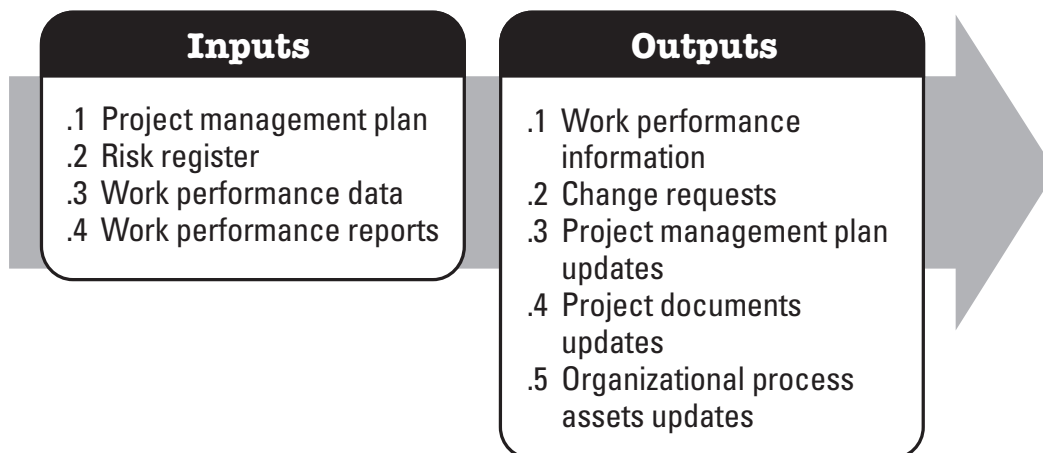 Inputs
.1 Project management plan
.2 Risk register
.3 Work performance data
.4 Work performance reports
Outputs
.1 Work performance
information
.2 Change requests
.3 Project management plan
updates
.4 Project documents
updates
.5 Organizational process
assets updates